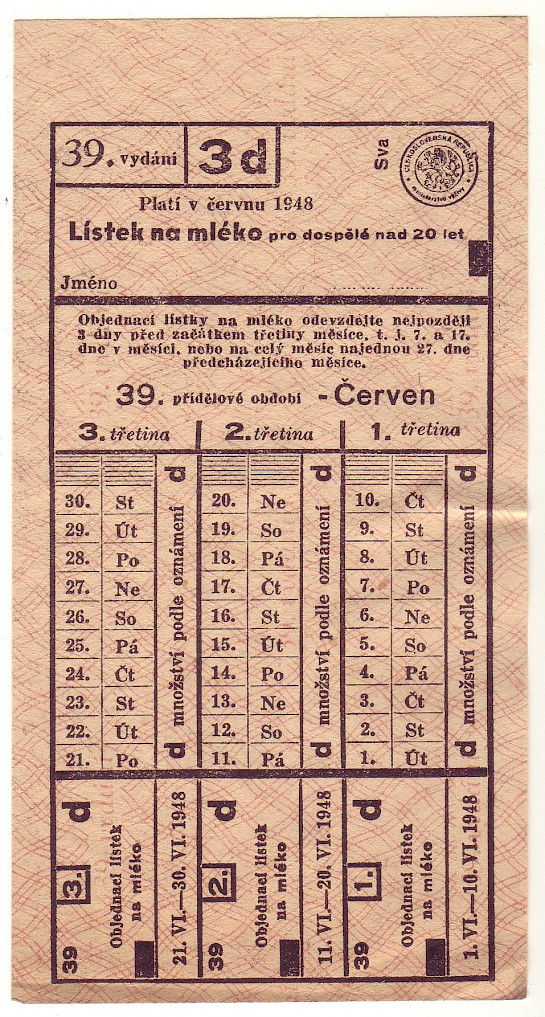 39. vydání
3d
Sva
ČESKOSLOVENSKÁ REPUBLIKA
ministerstvo výživy
Platí v červnu 1948
Lístek na mléko pro dospělé nad 20 let
Jméno
Objednací lístky na mléko odevzdejte nejpozději
3 dny před začátkem třetiny měsíce, t. j. 7. a 17.
dne v měsíci, nebo na celý měsíc najednou 27. dne
předcházejícího měsíce.
39. přídělové období - Červen
3. třetina 2. třetina 1. třetina
30. St 20. Ne 10. Čt
29. Út 19. So 9. St
28. Po 18. Pá 8. Út
27. Ne 17. Čt 7. Po
26. So 16. St 6. Ne
25. Pá 15. Út 5. So
24. Čt 14. Po 4. Pá
23. St 13. Ne 3. Čt
22. Út 12. So 2. St
21. Po 11. Pá 1. Út
d množství podle oznámení d
d množství podle oznámení d
d množství podle oznámení d
39 3. d
Objednací lístek
na mléko
21. VI.—30. VI. 1948
39 2. d
Objednací lístek
na mléko
11. VI.—20. VI. 1948
39 1. d
Objednací lístek
na mléko
1. VI.—10. VI. 1948